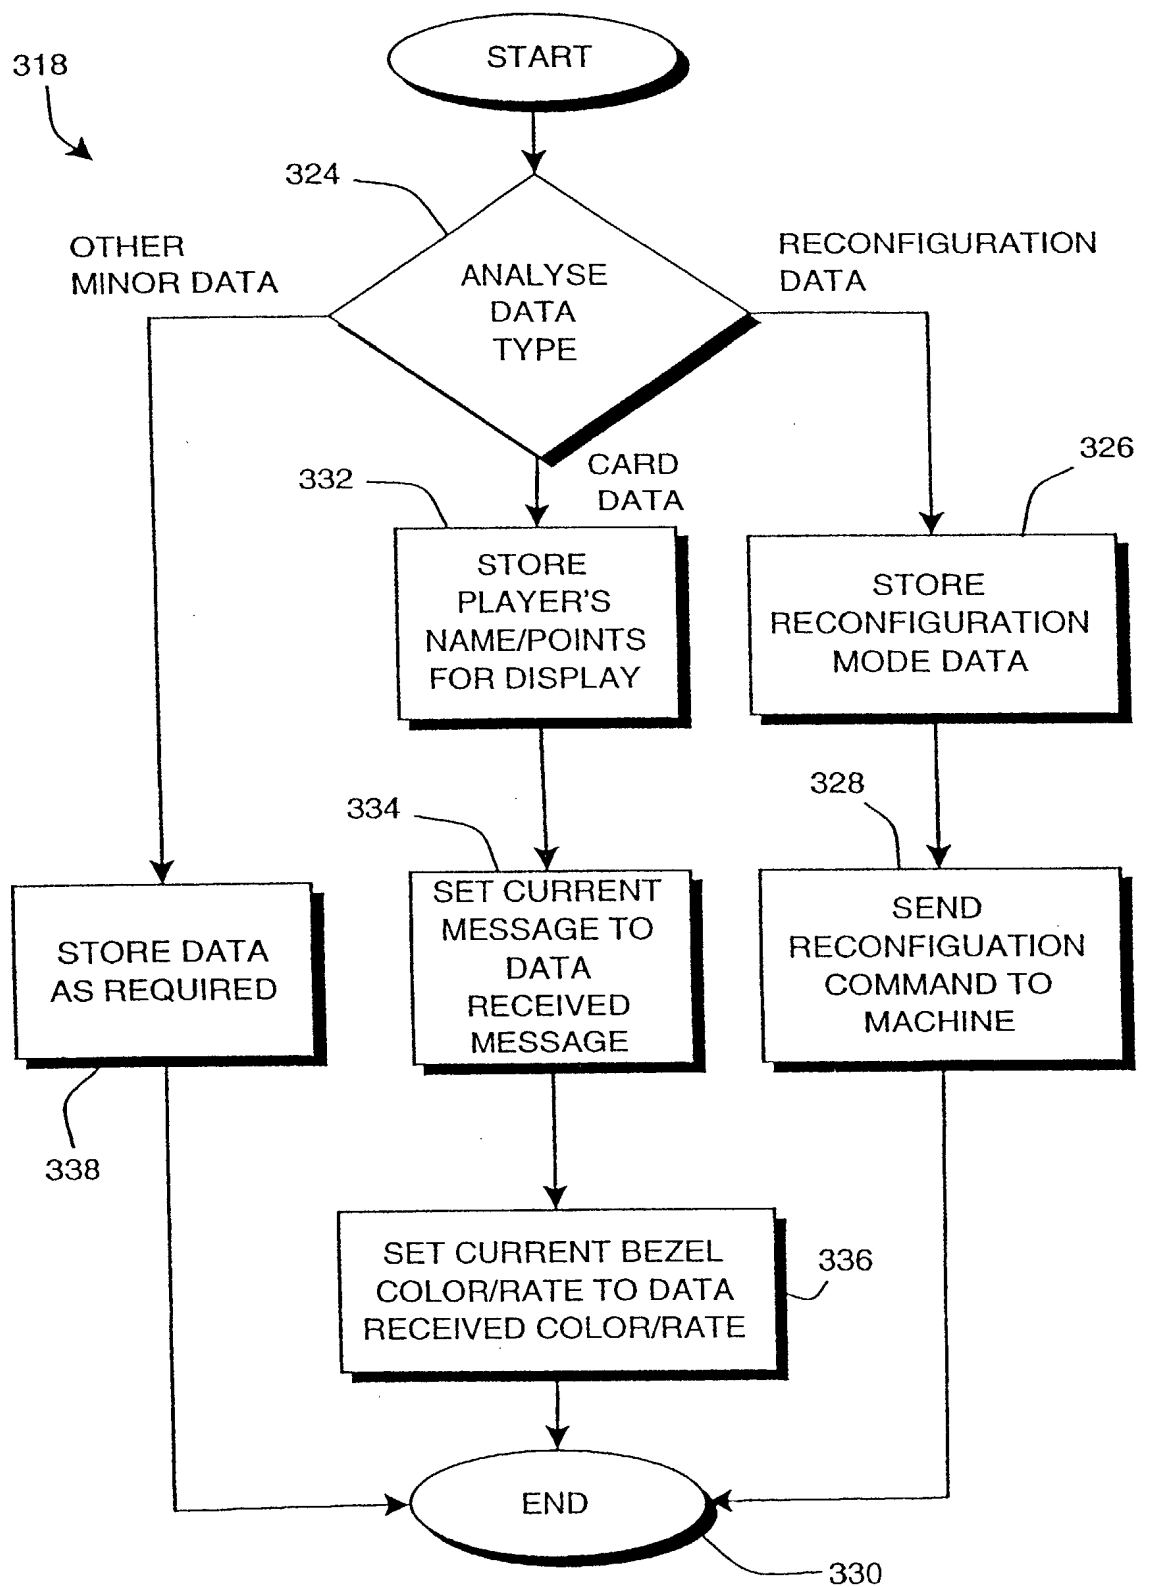 START
318
324
OTHER
MINOR DATA
RECONFIGURATION
DATA
ANALYSE
DATA
TYPE
CARD
DATA
332
326
STORE
PLAYER'S
NAME/POINTS
FOR DISPLAY
STORE
RECONFIGURATION
MODE DATA
334
328
SET CURRENT
MESSAGE TO
DATA
RECEIVED
MESSAGE
SEND
RECONFIGUATION
COMMAND TO
MACHINE
STORE DATA
AS REQUIRED
338
SET CURRENT BEZEL
COLOR/RATE TO DATA
RECEIVED COLOR/RATE
336
END
330